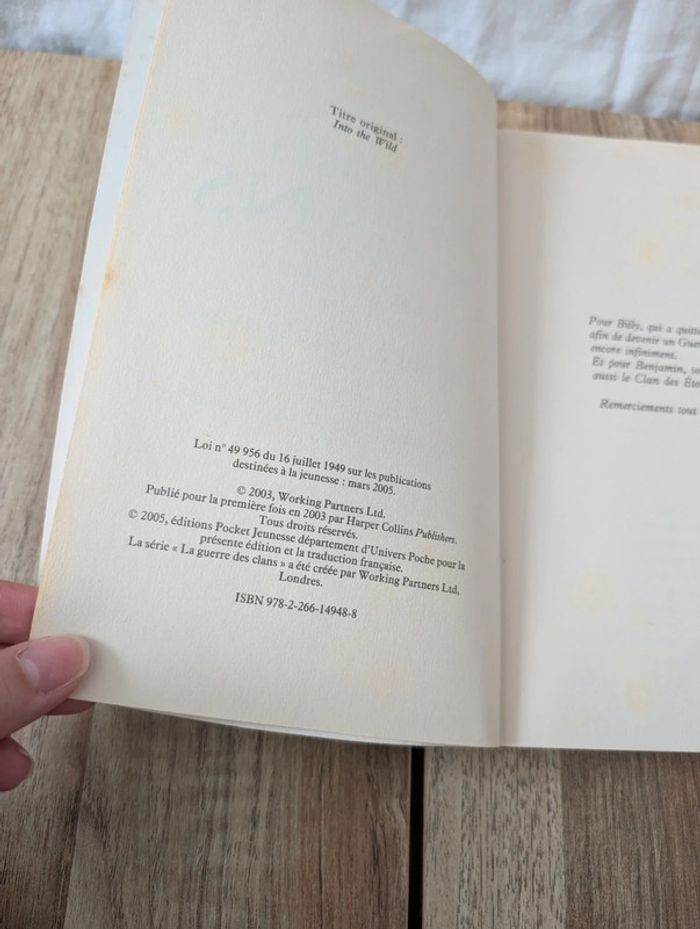 Titre original :
Into the Wild
Loi n° 49 956 du 16 juillet 1949 sur les publications
destinées à la jeunesse : mars 2005.
© 2003, Working Partners Ltd.
Publié pour la première fois en 2003 par Harper Collins Publishers.
Tous droits réservés.
© 2005, éditions Pocket Jeunesse département d'Univers Poche pour la
présente édition et la traduction française.
La série « La guerre des clans » a été créée par Working Partners Ltd,
Londres.
ISBN 978-2-266-14948-8
Pour Billy, qui a
afin de devenir un
encore infiniment.
Et pour Benjamin,
aussi le Clan des
Remerciements tout